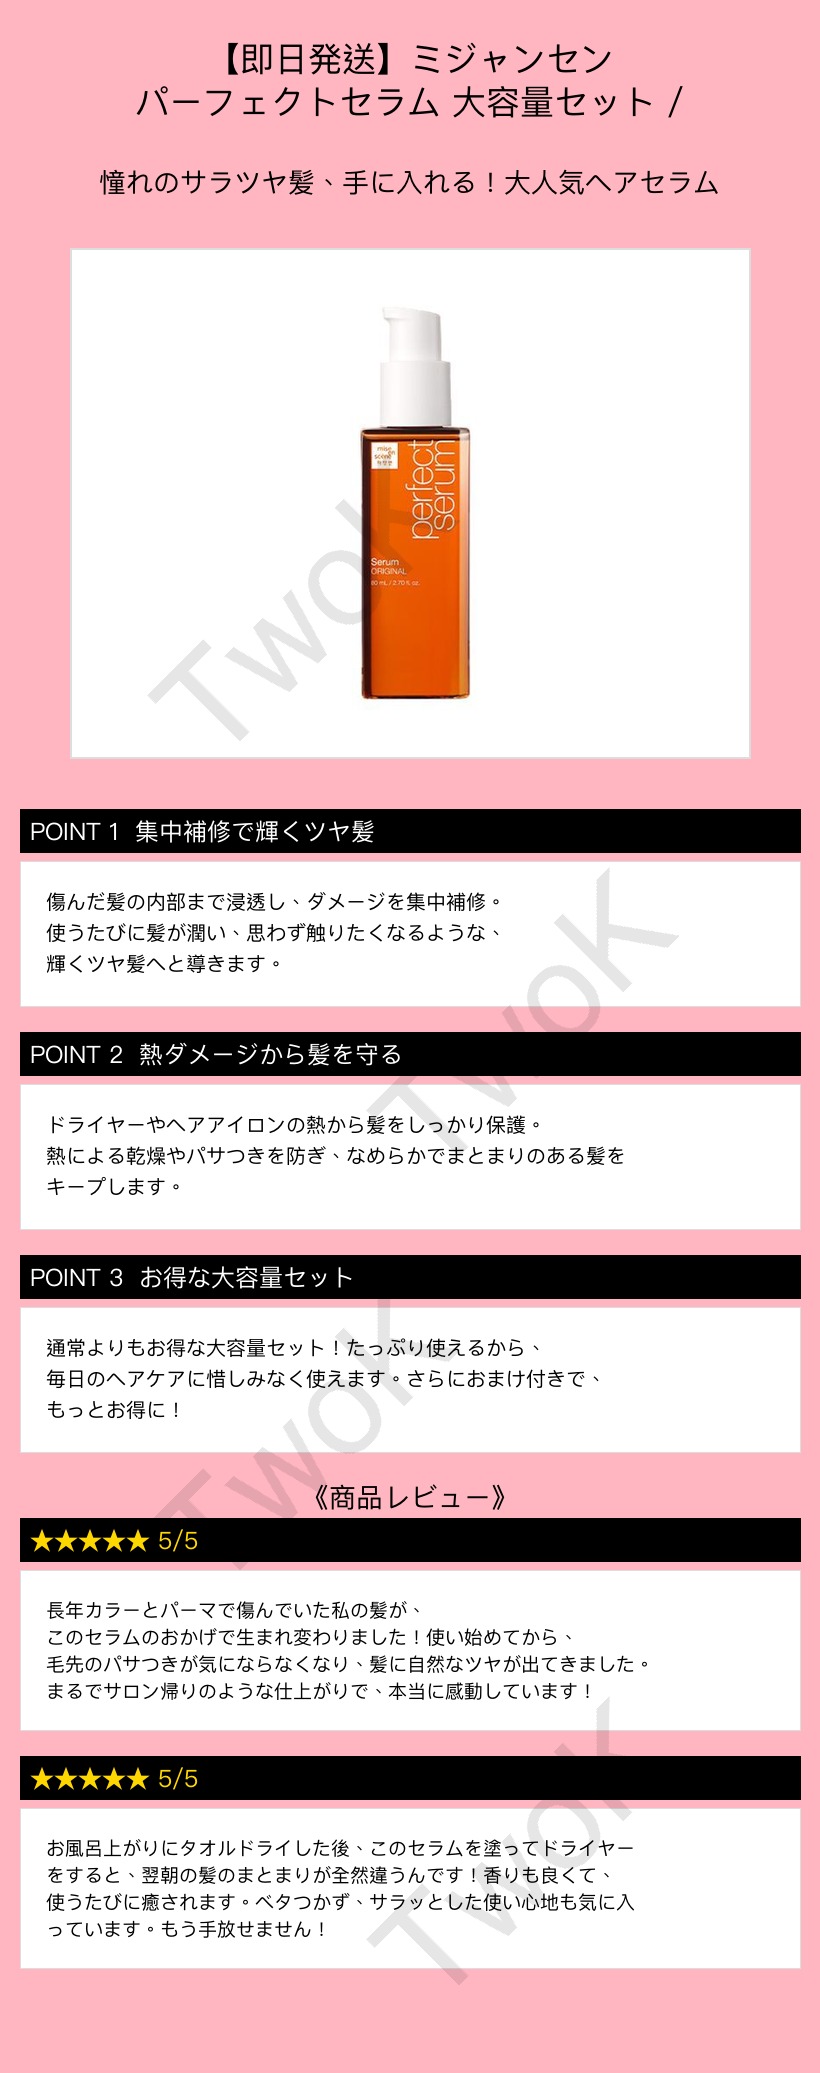 【即日発送】ミジャンセン
パーフェクトセラム 大容量セット /
憧れのサラツヤ髪、手に入れる！大人気ヘアセラム
mise
en
scène
perfect
serum
Serum
ORIGINAL
80 mL / 2.70 fl. oz.
TwoK
POINT 1 集中補修で輝くツヤ髪
傷んだ髪の内部まで浸透し、ダメージを集中補修。
使うたびに髪が潤い、思わず触りたくなるような、
輝くツヤ髪へと導きます。
TwoK
POINT 2 熱ダメージから髪を守る
ドライヤーやヘアアイロンの熱から髪をしっかり保護。
熱による乾燥やパサつきを防ぎ、なめらかでまとまりのある髪を
キープします。
POINT 3 お得な大容量セット
通常よりもお得な大容量セット！たっぷり使えるから、
毎日のヘアケアに惜しみなく使えます。さらにおまけ付きで、
もっとお得に！
TwoK
《商品レビュー》
★★★★★ 5/5
長年カラーとパーマで傷んでいた私の髪が、
このセラムのおかげで生まれ変わりました！使い始めてから、
毛先のパサつきが気にならなくなり、髪に自然なツヤが出てきました。
まるでサロン帰りのような仕上がりで、本当に感動しています！
★★★★★ 5/5
お風呂上がりにタオルドライした後、このセラムを塗ってドライヤー
をすると、翌朝の髪のまとまりが全然違うんです！香りも良くて、
使うたびに癒されます。ベタつかず、サラッとした使い心地も気に入
っています。もう手放せません！
TwoK